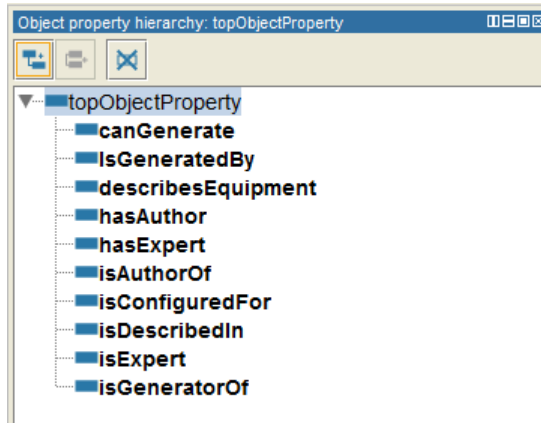 Object property hierarchy: topObjectProperty
topObjectProperty
canGenerate
IsGeneratedBy
describesEquipment
hasAuthor
hasExpert
isAuthorOf
isConfiguredFor
isDescribedIn
isExpert
isGeneratorOf